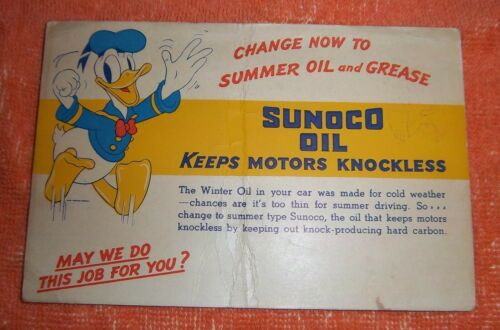 CHANGE NOW TO
SUMMER OIL and GREASE
SUNOCO
OIL
KEEPS MOTORS KNOCKLESS
The Winter Oil in your car was made for cold weather
—chances are it's too thin for summer driving. So...
change to summer type Sunoco, the oil that keeps motors
knockless by keeping out knock-producing hard carbon.
MAY WE DO
THIS JOB FOR YOU?